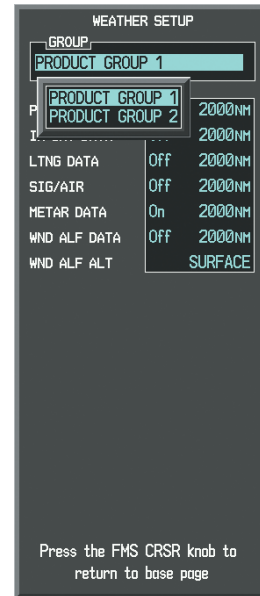 WEATHER SETUP
GROUP
PRODUCT GROUP 1
PRODUCT GROUP 1
PRODUCT GROUP 2
2000NM
2000NM
LTNG DATA Off 2000NM
SIG/AIR Off 2000NM
METAR DATA On 2000NM
WND ALF DATA Off 2000NM
WND ALF ALT SURFACE
Press the FMS CRSR knob to
return to base page